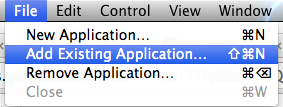 File Edit Control View Window
New Application... ⌘N
Add Existing Application... ⇧⌘N
Remove Application... ⌘⌫
Close ⌘W